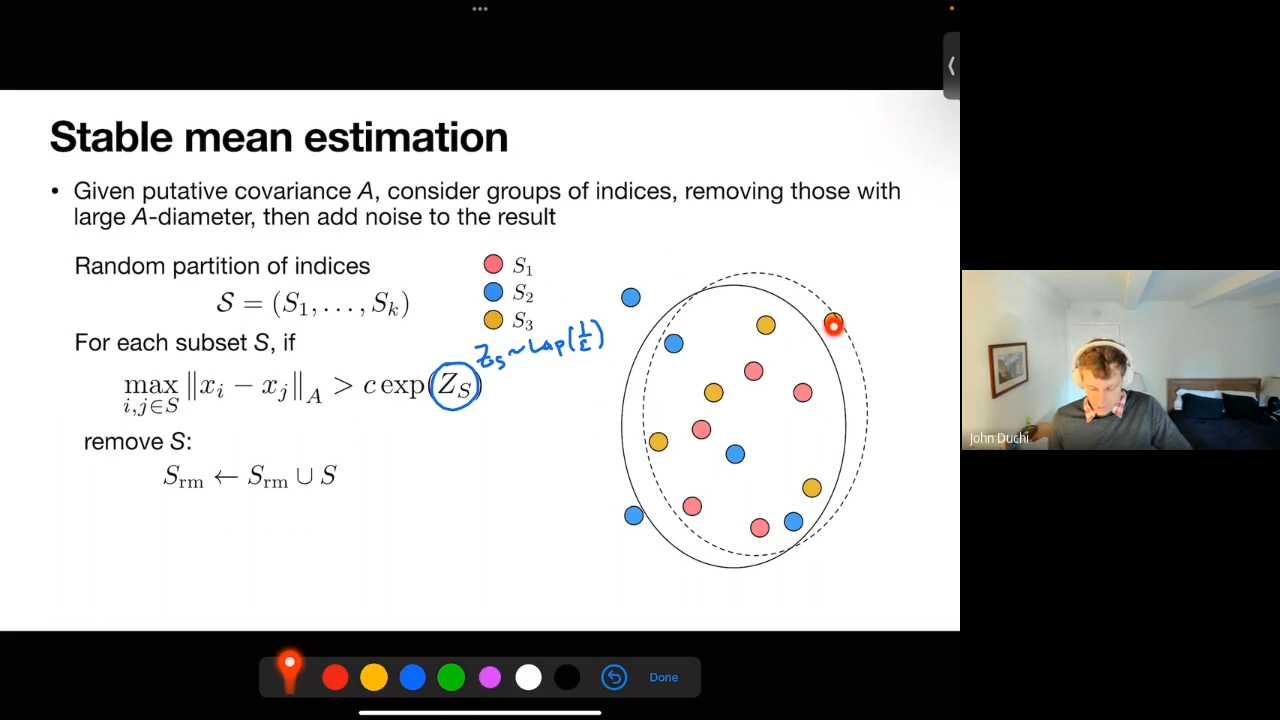 Stable mean estimation
• Given putative covariance A, consider groups of indices, removing those with
large A-diameter, then add noise to the result
Random partition of indices
𝒮 = (S₁, . . . , Sₖ)
For each subset S, if
max ‖xᵢ − xⱼ‖_A > c exp(Z_S)
i,j∈S
remove S:
S_rm ← S_rm ∪ S
S₁
S₂
S₃
Z_S ~ Lap(1/ε)
John Duchi
Done